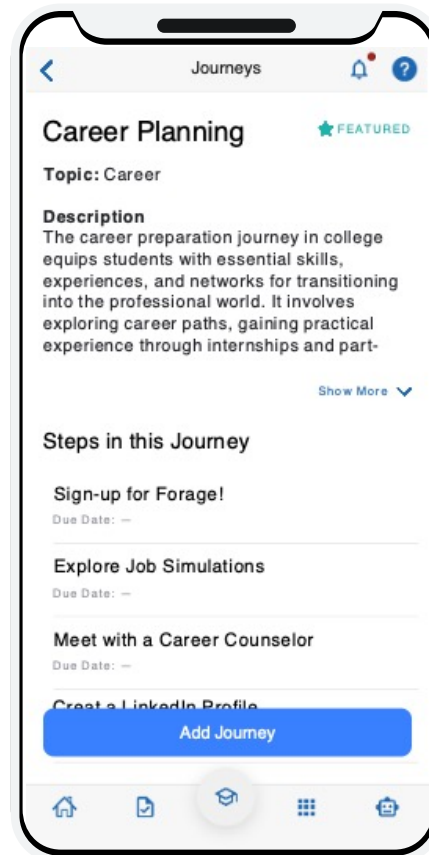 Journeys
?
Career Planning
FEATURED
Topic: Career
Description
The career preparation journey in college
equips students with essential skills,
experiences, and networks for transitioning
into the professional world. It involves
exploring career paths, gaining practical
experience through internships and part-
Show More
Steps in this Journey
Sign-up for Forage!
Due Date: —
Explore Job Simulations
Due Date: —
Meet with a Career Counselor
Due Date: —
Creat a LinkedIn Profile
Add Journey